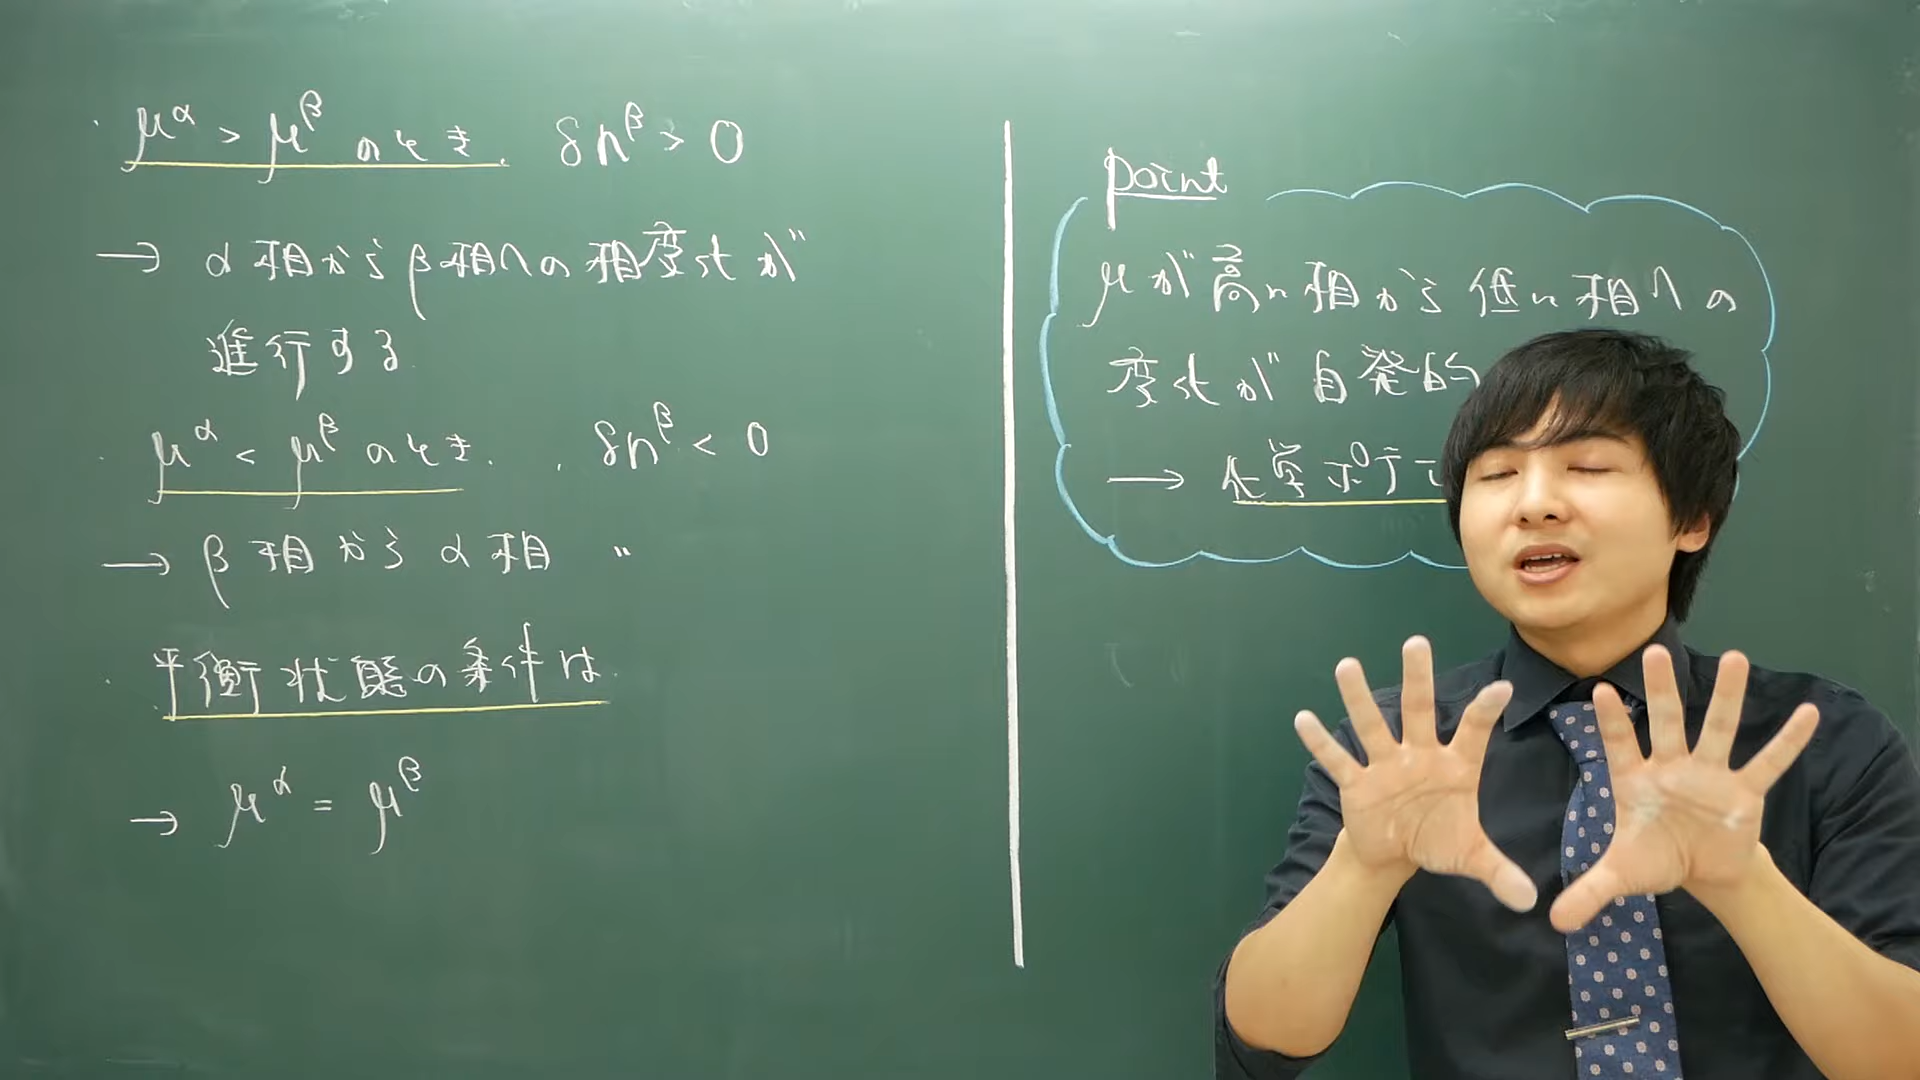 ・μ^α > μ^β のとき、 δn^β > 0
→ α相からβ相への相変化が
進行する。
・μ^α < μ^β のとき、 δn^β < 0
→ β相からα相 〃
・平衡状態の条件は、
→ μ^α = μ^β
point
μが高い相から低い相への
変化が自発的
→ 化学ポテ